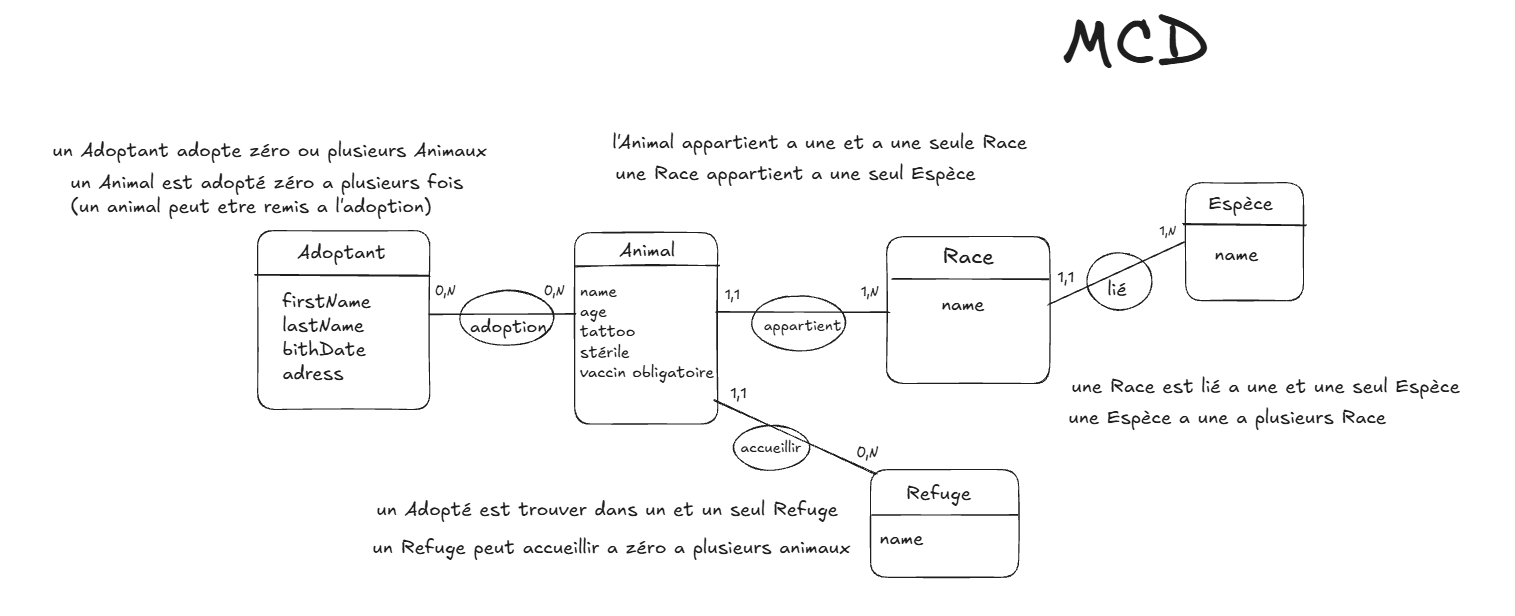 MCD
un Adoptant adopte zéro ou plusieurs Animaux
un Animal est adopté zéro a plusieurs fois
(un animal peut etre remis a l'adoption)
l'Animal appartient a une et a une seule Race
une Race appartient a une seul Espèce
Adoptant
firstName
lastName
bithDate
adress
0,N
adoption
0,N
Animal
name
age
tattoo
stérile
vaccin obligatoire
1,1
appartient
1,N
Race
name
1,1
lié
1,N
Espèce
name
une Race est lié a une et une seul Espèce
une Espèce a une a plusieurs Race
1,1
accueillir
0,N
Refuge
name
un Adopté est trouver dans un et un seul Refuge
un Refuge peut accueillir a zéro a plusieurs animaux